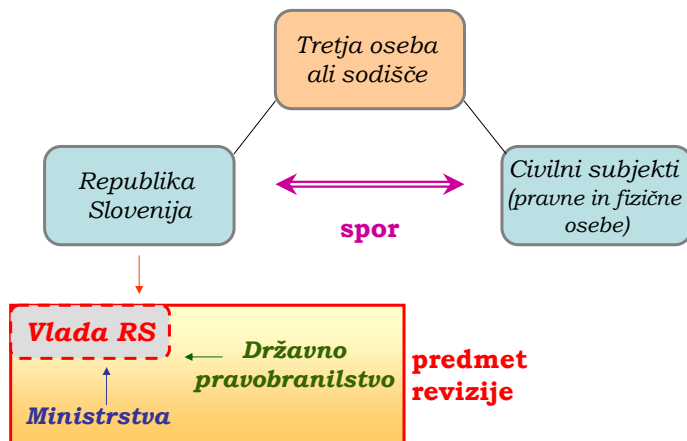 Tretja oseba
ali sodišče
Republika
Slovenija
Civilni subjekti
(pravne in fizične
osebe)
spor
Vlada RS
Državno
pravobranilstvo
Ministrstva
predmet
revizije